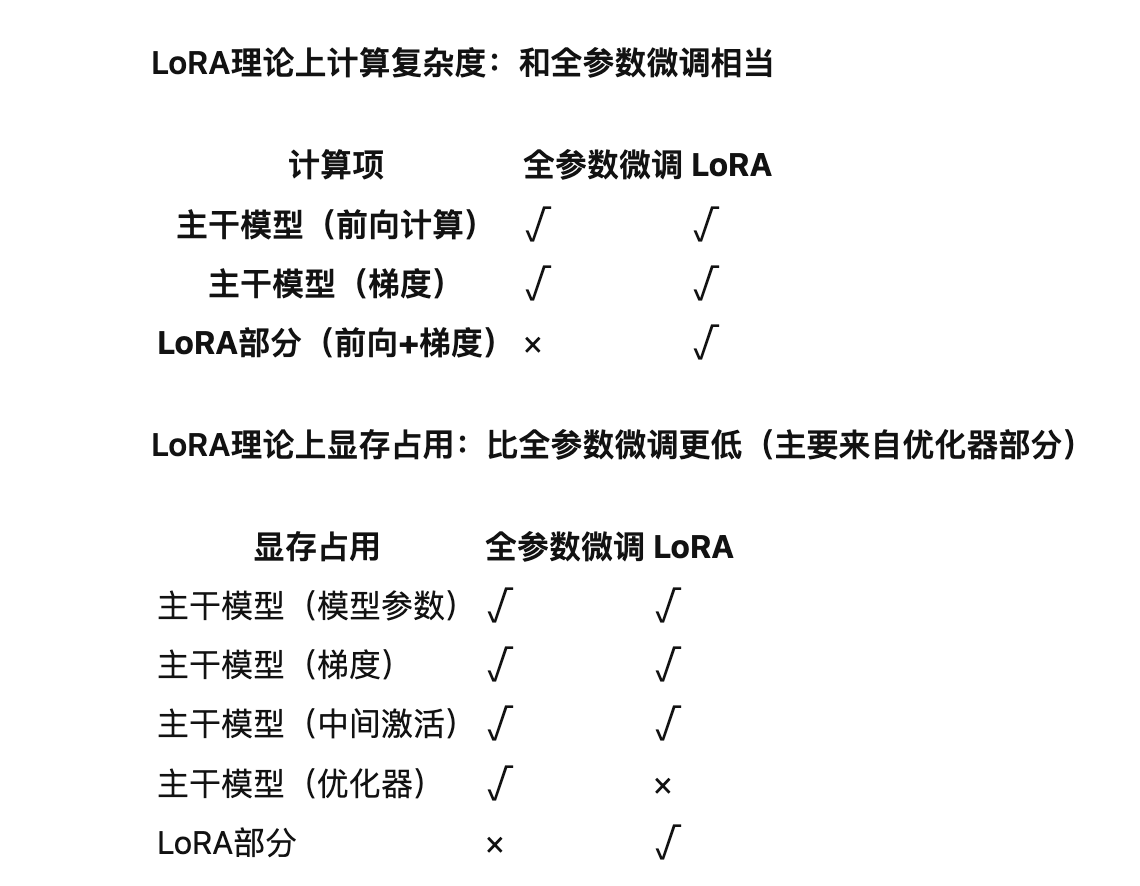 LoRA理论上计算复杂度：和全参数微调相当
计算项 全参数微调 LoRA
主干模型（前向计算） √ √
主干模型（梯度） √ √
LoRA部分（前向+梯度） × √
LoRA理论上显存占用：比全参数微调更低（主要来自优化器部分）
显存占用 全参数微调 LoRA
主干模型（模型参数） √ √
主干模型（梯度） √ √
主干模型（中间激活） √ √
主干模型（优化器） √ ×
LoRA部分 × √